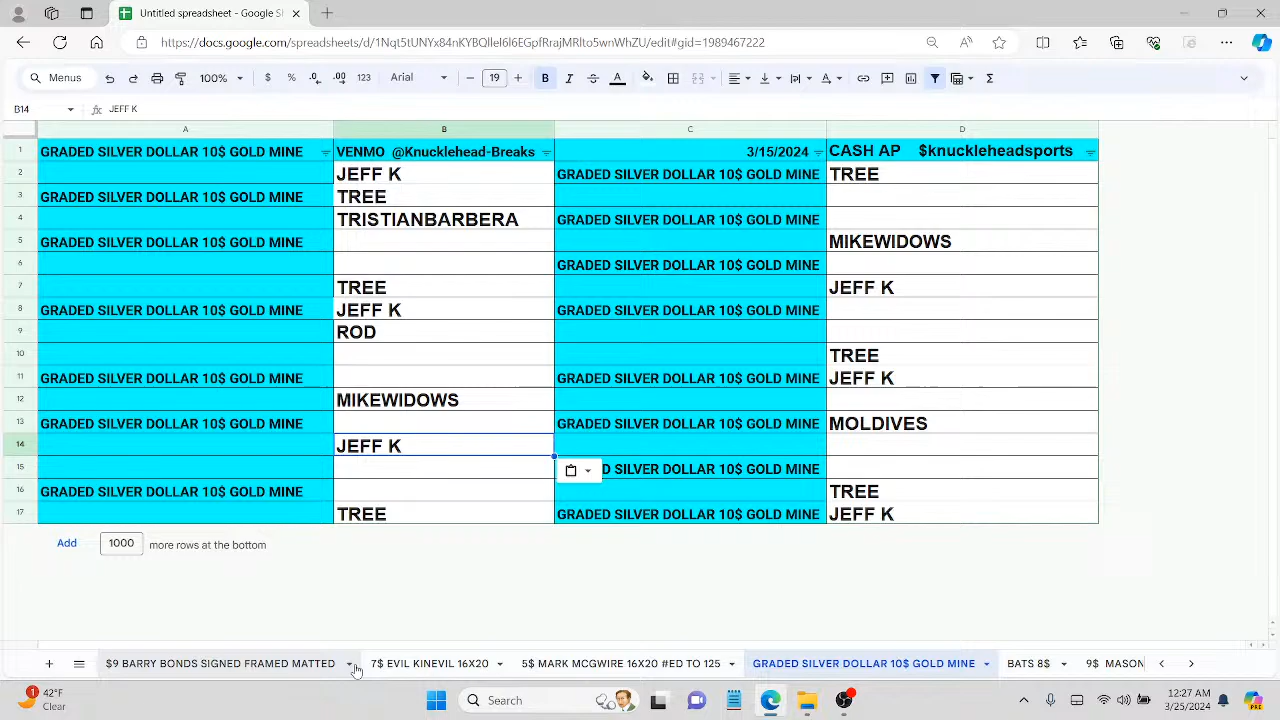 Untitled spreadsheet - Google S
https://docs.google.com/spreadsheets/d/1Nqt5tUNYx84nKYBQlleI6l6EGpfRrajMRIto5wnWhZU/edit#gid=1989467222
Menus 100% $ % .0 .00 123 Arial 19 B I A
B14 fx JEFF K
A B C D
1 GRADED SILVER DOLLAR 10$ GOLD MINE VENMO @Knucklehead-Breaks 3/15/2024 CASH AP $knuckleheadsports
2 JEFF K GRADED SILVER DOLLAR 10$ GOLD MINE TREE
3 GRADED SILVER DOLLAR 10$ GOLD MINE TREE
4 TRISTIANBARBERA GRADED SILVER DOLLAR 10$ GOLD MINE
5 GRADED SILVER DOLLAR 10$ GOLD MINE MIKEWIDOWS
6 GRADED SILVER DOLLAR 10$ GOLD MINE
7 TREE JEFF K
8 GRADED SILVER DOLLAR 10$ GOLD MINE JEFF K GRADED SILVER DOLLAR 10$ GOLD MINE
9 ROD
10 TREE
11 GRADED SILVER DOLLAR 10$ GOLD MINE GRADED SILVER DOLLAR 10$ GOLD MINE JEFF K
12 MIKEWIDOWS
13 GRADED SILVER DOLLAR 10$ GOLD MINE GRADED SILVER DOLLAR 10$ GOLD MINE MOLDIVES
14 JEFF K
15 D SILVER DOLLAR 10$ GOLD MINE
16 GRADED SILVER DOLLAR 10$ GOLD MINE TREE
17 TREE GRADED SILVER DOLLAR 10$ GOLD MINE JEFF K
Add 1000 more rows at the bottom
$9 BARRY BONDS SIGNED FRAMED MATTED 7$ EVIL KINEVIL 16X20 5$ MARK MCGWIRE 16X20 #ED TO 125 GRADED SILVER DOLLAR 10$ GOLD MINE BATS 8$ 9$ MASON
1 42°F Clear
Search
2:27 AM
3/25/2024